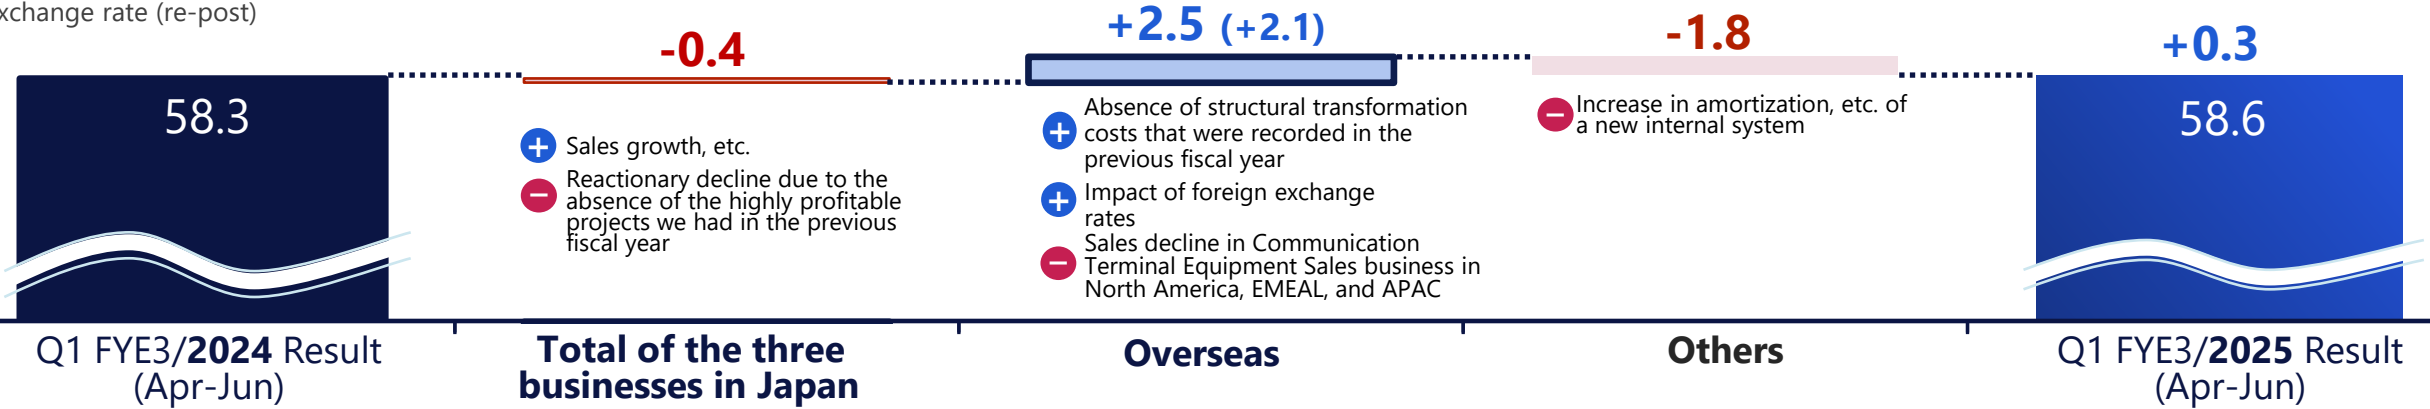 xchange rate (re-post)
58.3
-0.4
Sales growth, etc.
Reactionary decline due to the
absence of the highly profitable
projects we had in the previous
fiscal year
+2.5 (+2.1)
Absence of structural transformation
costs that were recorded in the
previous fiscal year
Impact of foreign exchange
rates
Sales decline in Communication
Terminal Equipment Sales business in
North America, EMEAL, and APAC
-1.8
Increase in amortization, etc. of
a new internal system
+0.3
58.6
Q1 FYE3/2024 Result
(Apr-Jun)
Total of the three
businesses in Japan
Overseas
Others
Q1 FYE3/2025 Result
(Apr-Jun)